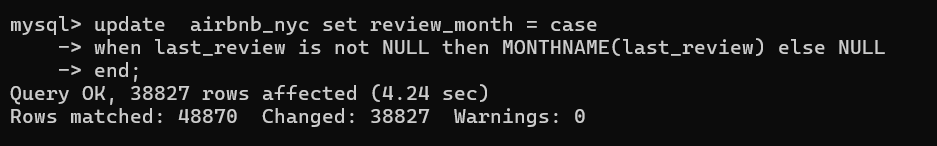 mysql> update  airbnb_nyc set review_month = case
    -> when last_review is not NULL then MONTHNAME(last_review) else NULL
    -> end;
Query OK, 38827 rows affected (4.24 sec)
Rows matched: 48870  Changed: 38827  Warnings: 0